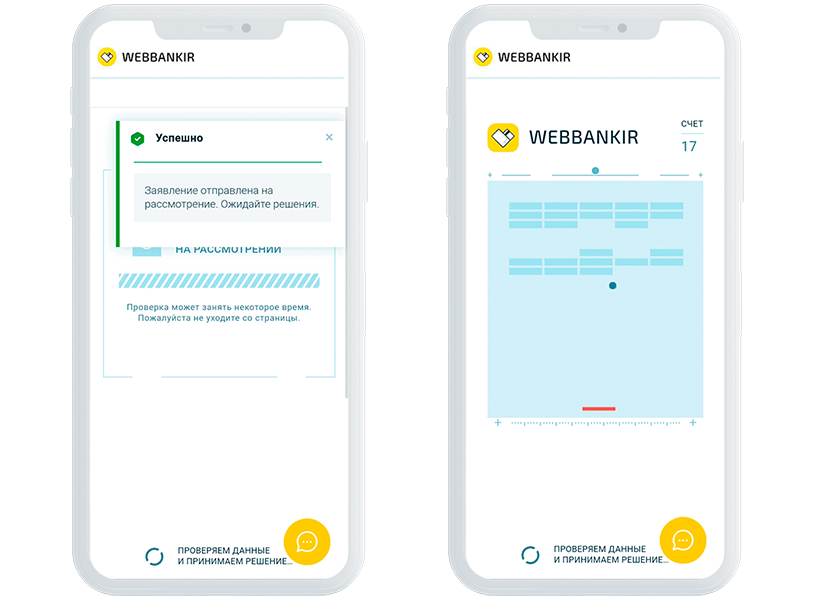 WEBBANKIR
Успешно
Заявление отправлена на
рассмотрение. Ожидайте решения.
НА РАССМОТРЕНИИ
Проверка может занять некоторое время.
Пожалуйста не уходите со страницы.
ПРОВЕРЯЕМ ДАННЫЕ
И ПРИНИМАЕМ РЕШЕНИЕ...
WEBBANKIR
WEBBANKIR
СЧЕТ
17
ПРОВЕРЯЕМ ДАННЫЕ
И ПРИНИМАЕМ РЕШЕНИЕ...